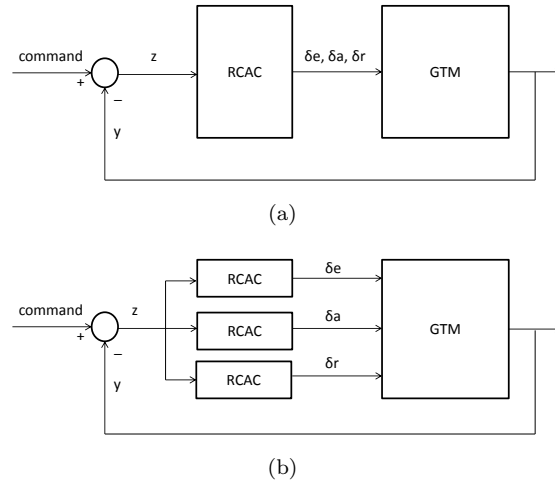 command
z
RCAC
δe, δa, δr
GTM
+
–
y
(a)
RCAC
δe
command
z
RCAC
δa
GTM
+
–
RCAC
δr
y
(b)